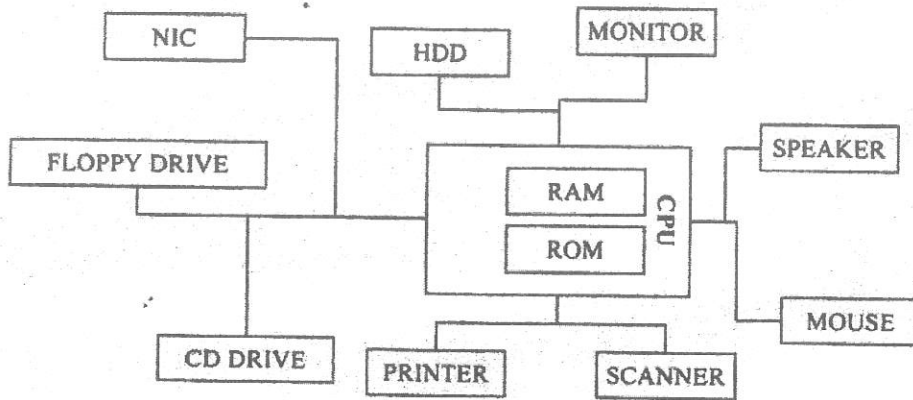 NIC
HDD
MONITOR
FLOPPY DRIVE
SPEAKER
RAM
CPU
ROM
MOUSE
CD DRIVE
PRINTER
SCANNER